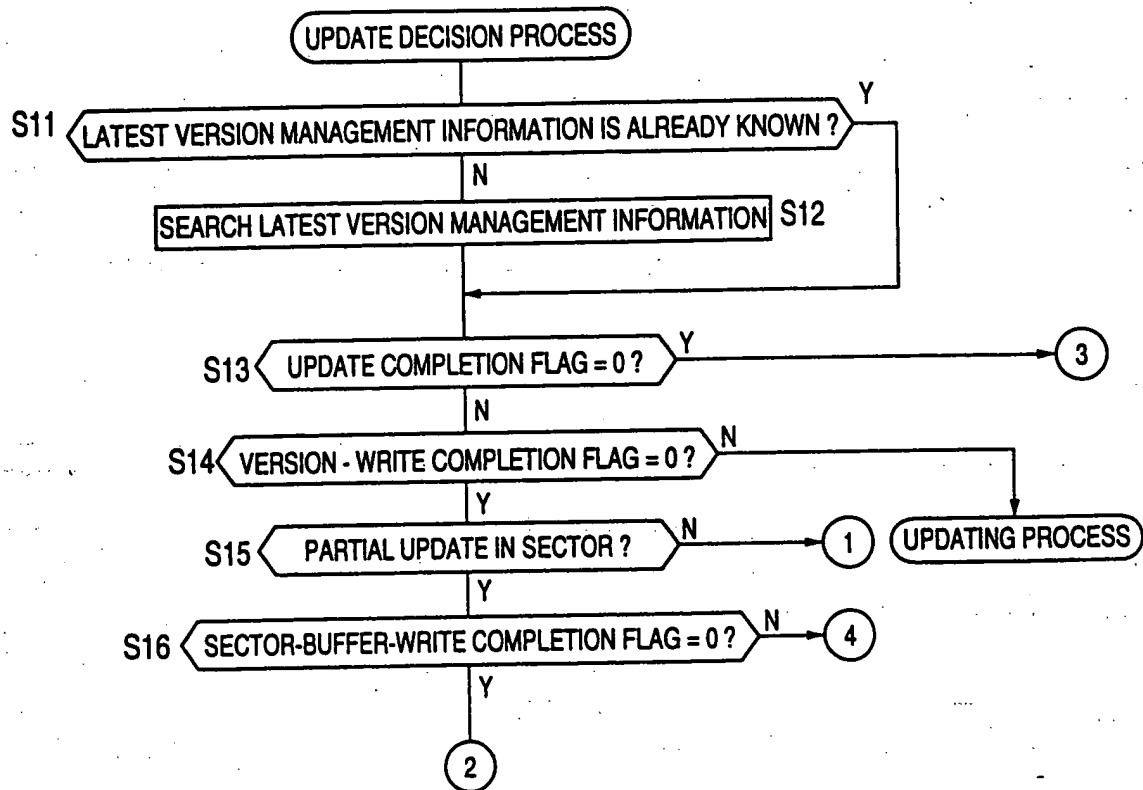 UPDATE DECISION PROCESS
S11
LATEST VERSION MANAGEMENT INFORMATION IS ALREADY KNOWN ?
Y
N
SEARCH LATEST VERSION MANAGEMENT INFORMATION
S12
S13
UPDATE COMPLETION FLAG = 0 ?
Y
3
N
S14
VERSION - WRITE COMPLETION FLAG = 0 ?
N
Y
UPDATING PROCESS
S15
PARTIAL UPDATE IN SECTOR ?
N
1
Y
S16
SECTOR-BUFFER-WRITE COMPLETION FLAG = 0 ?
N
4
Y
2